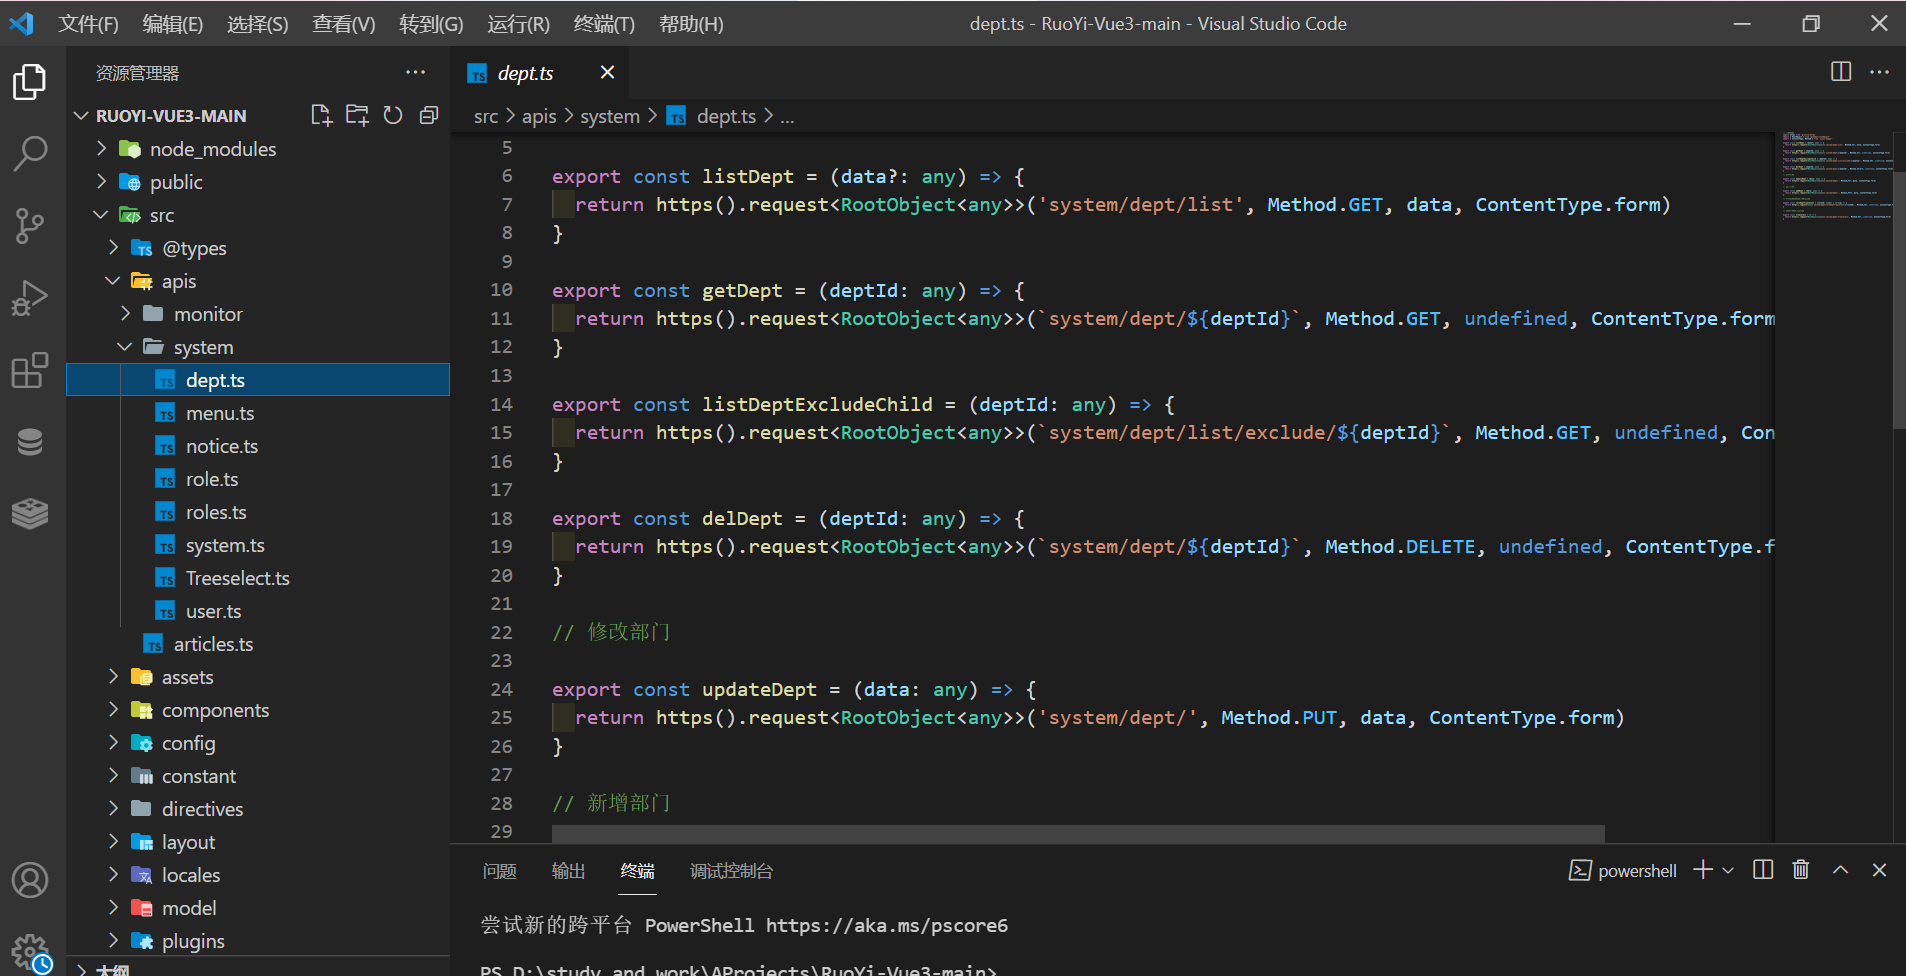 文件(F) 编辑(E) 选择(S) 查看(V) 转到(G) 运行(R) 终端(T) 帮助(H) dept.ts - RuoYi-Vue3-main - Visual Studio Code
资源管理器
RUOYI-VUE3-MAIN
node_modules
public
src
@types
apis
monitor
system
dept.ts
menu.ts
notice.ts
role.ts
roles.ts
system.ts
Treeselect.ts
user.ts
articles.ts
assets
components
config
constant
directives
layout
locales
model
plugins
大纲
dept.ts
src > apis > system > dept.ts > ...
5
6 export const listDept = (data?: any) => {
7 return https().request<RootObject<any>>('system/dept/list', Method.GET, data, ContentType.form)
8 }
9
10 export const getDept = (deptId: any) => {
11 return https().request<RootObject<any>>(`system/dept/${deptId}`, Method.GET, undefined, ContentType.form
12 }
13
14 export const listDeptExcludeChild = (deptId: any) => {
15 return https().request<RootObject<any>>(`system/dept/list/exclude/${deptId}`, Method.GET, undefined, Con
16 }
17
18 export const delDept = (deptId: any) => {
19 return https().request<RootObject<any>>(`system/dept/${deptId}`, Method.DELETE, undefined, ContentType.f
20 }
21
22 // 修改部门
23
24 export const updateDept = (data: any) => {
25 return https().request<RootObject<any>>('system/dept/', Method.PUT, data, ContentType.form)
26 }
27
28 // 新增部门
29
问题 输出 终端 调试控制台 powershell
尝试新的跨平台 PowerShell https://aka.ms/pscore6
PS D:\study and work\AProjects\RuoYi-Vue3-main>